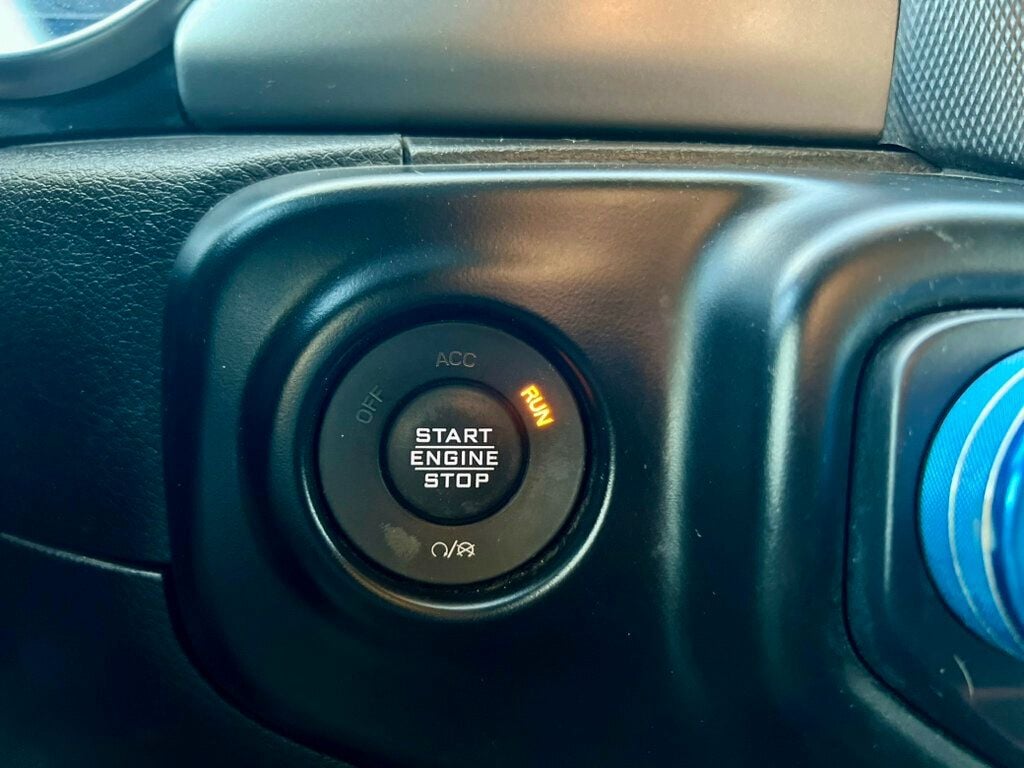 OFF
ACC
RUN
START
ENGINE
STOP